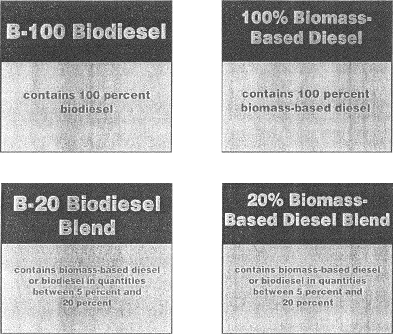 B-100 Biodiesel
contains 100 percent
biodiesel
100% Biomass-
Based Diesel
contains 100 percent
biomass-based diesel
B-20 Biodiesel
Blend
contains biomass-based diesel
or biodiesel in quantities
between 5 percent and
20 percent
20% Biomass-
Based Diesel Blend
contains biomass-based diesel
or biodiesel in quantities
between 5 percent and
20 percent